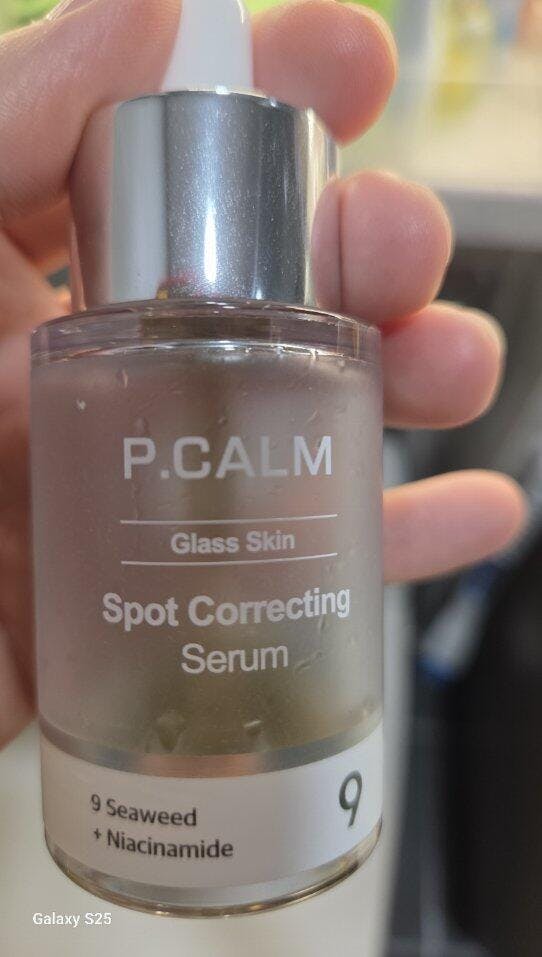 P.CALM
Glass Skin
Spot Correcting
Serum
9 Seaweed
+ Niacinamide
9
Galaxy S25